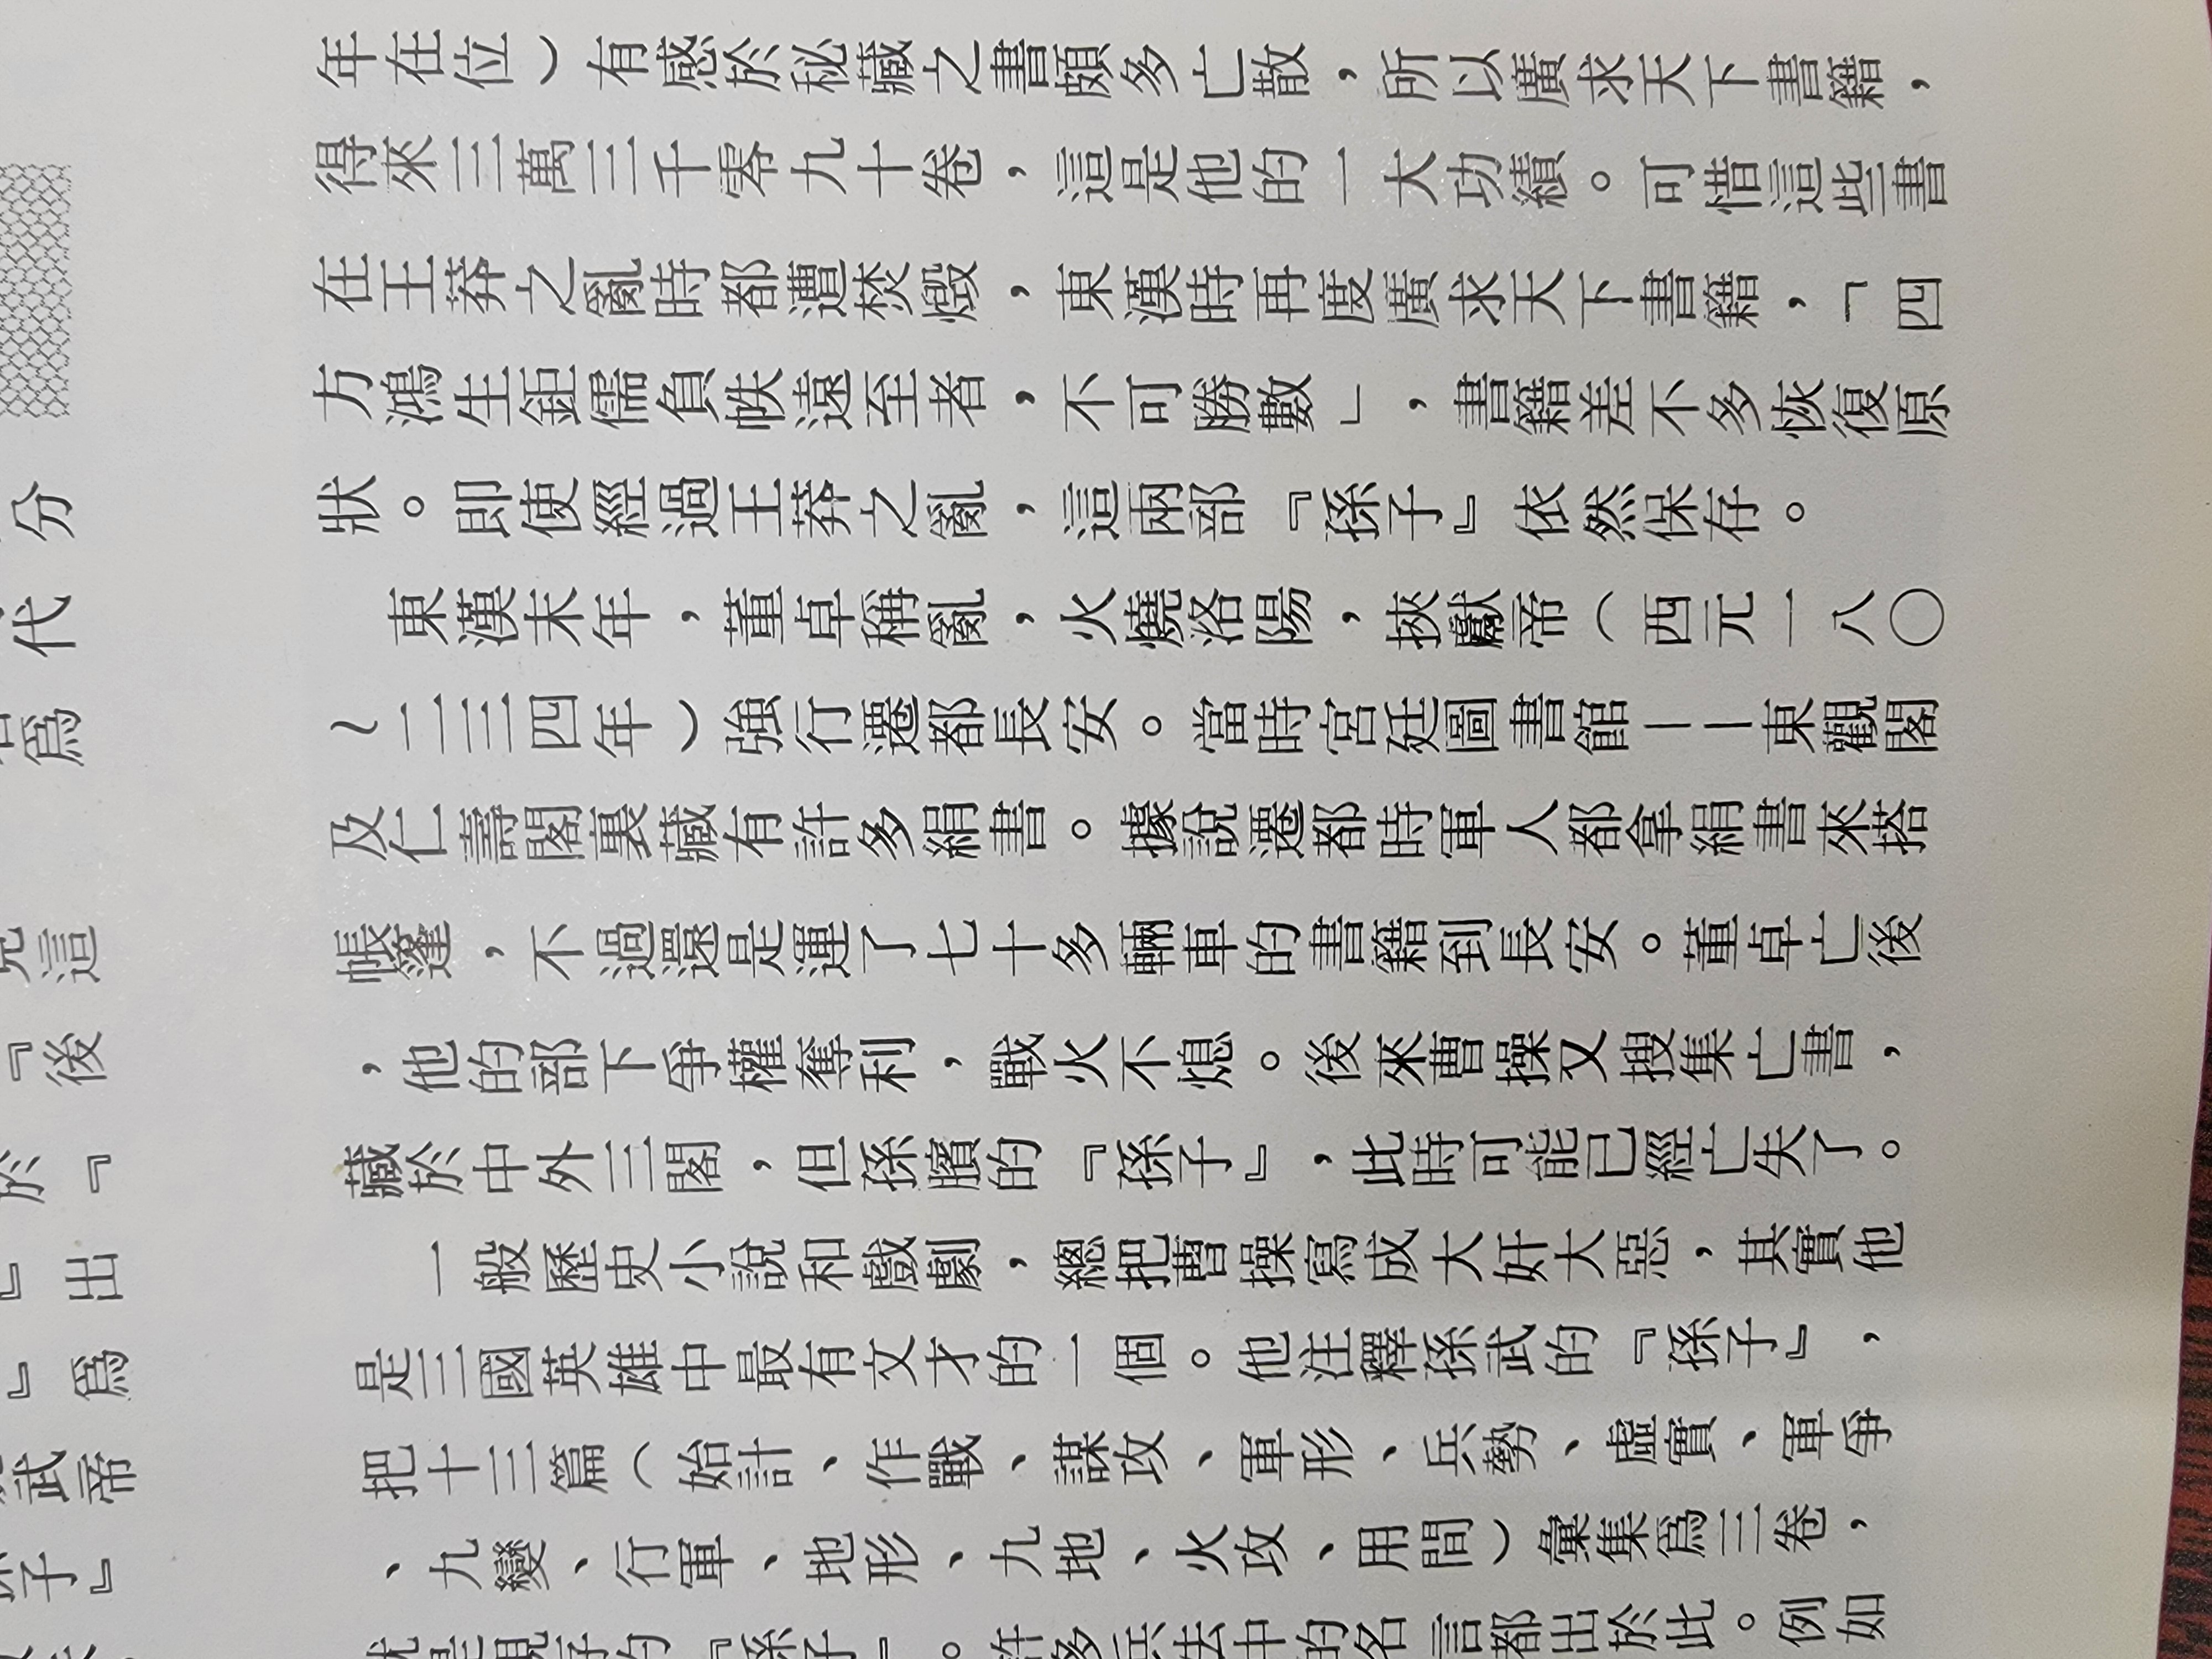 分
代
爲
這
『後
於『
』出
』爲
武帝
子』
年在位）有感於秘藏之書頗多亡散，所以廣求天下書籍，
得來三萬三千零九十卷，這是他的一大功績。可惜這些書
在王莽之亂時都遭焚燬，東漢時再度廣求天下書籍，「四
方鴻生鉅儒負帙遠至者，不可勝數」，書籍差不多恢復原
狀。即使經過王莽之亂，這兩部『孫子』依然保存。
東漢末年，董卓稱亂，火燒洛陽，挾獻帝（西元一八〇
～二三四年）強行遷都長安。當時宮廷圖書館——東觀閣
及仁壽閣裏藏有許多絹書。據說遷都時軍人都拿絹書來搭
帳篷，不過還是運了七十多輛車的書籍到長安。董卓亡後
，他的部下爭權奪利，戰火不熄。後來曹操又搜集亡書，
藏於中外三閣，但孫臏的『孫子』，此時可能已經亡失了。
一般歷史小說和戲劇，總把曹操寫成大奸大惡，其實他
是三國英雄中最有文才的一個。他注釋孫武的『孫子』，
把十三篇（始計、作戰、謀攻、軍形、兵勢、虛實、軍爭
、九變、行軍、地形、九地、火攻、用間）彙集爲三卷，
就是現存的『孫子』。許多兵法中的名言都出於此。例如